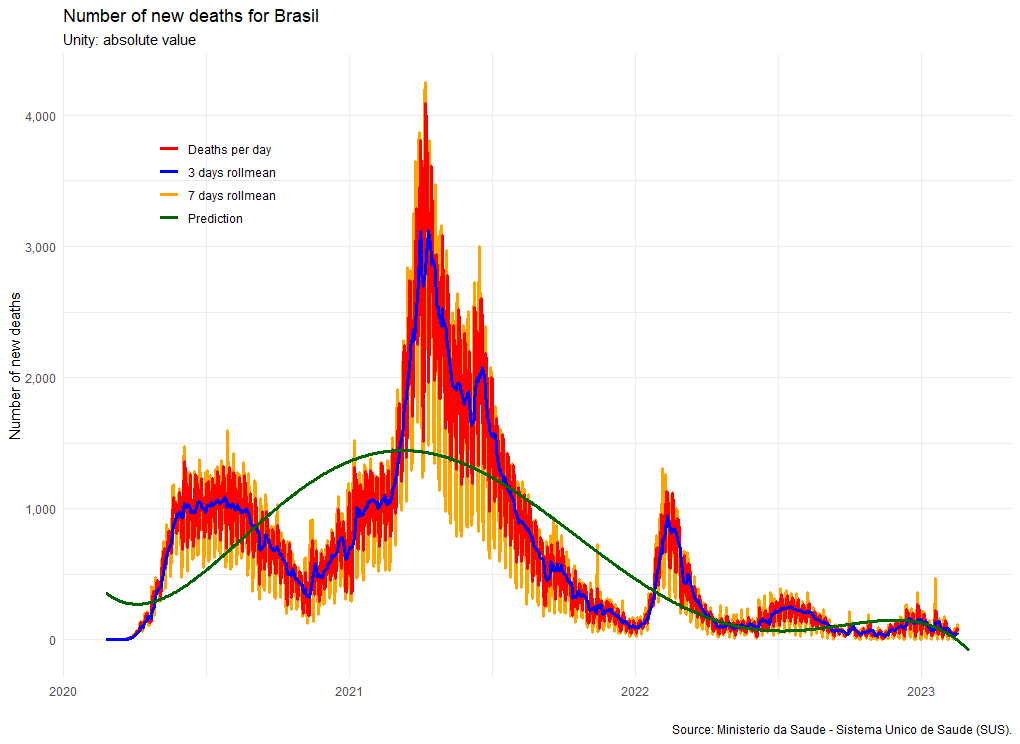 Number of new deaths for Brasil
Unity: absolute value
Number of new deaths
4,000
3,000
2,000
1,000
0
Deaths per day
3 days rollmean
7 days rollmean
Prediction
2020
2021
2022
2023
Source: Ministerio da Saude - Sistema Unico de Saude (SUS).